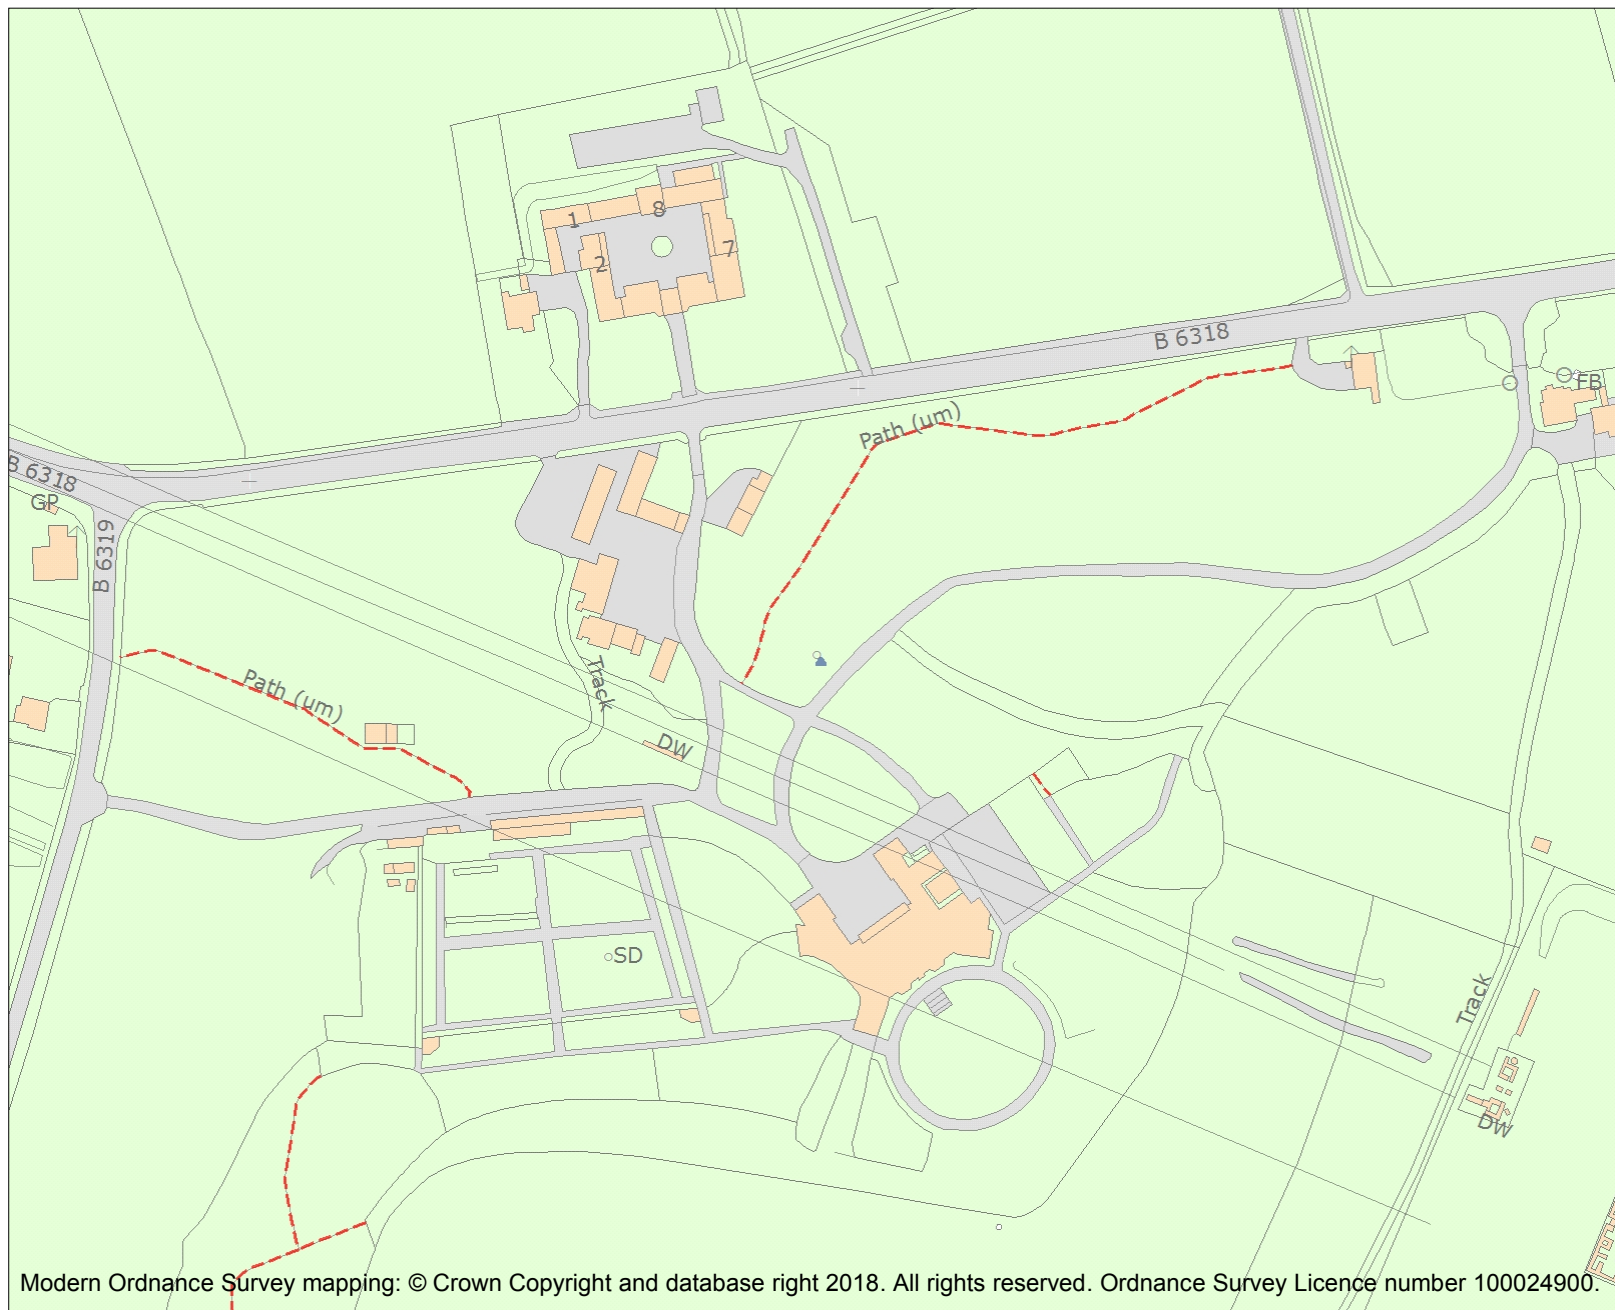 1
8
7
2
B 6318
Path (um)
FB
B 6318
GP
B 6319
Path (um)
Track
DW
SD
Track
DW
Modern Ordnance Survey mapping: © Crown Copyright and database right 2018. All rights reserved. Ordnance Survey Licence number 100024900.